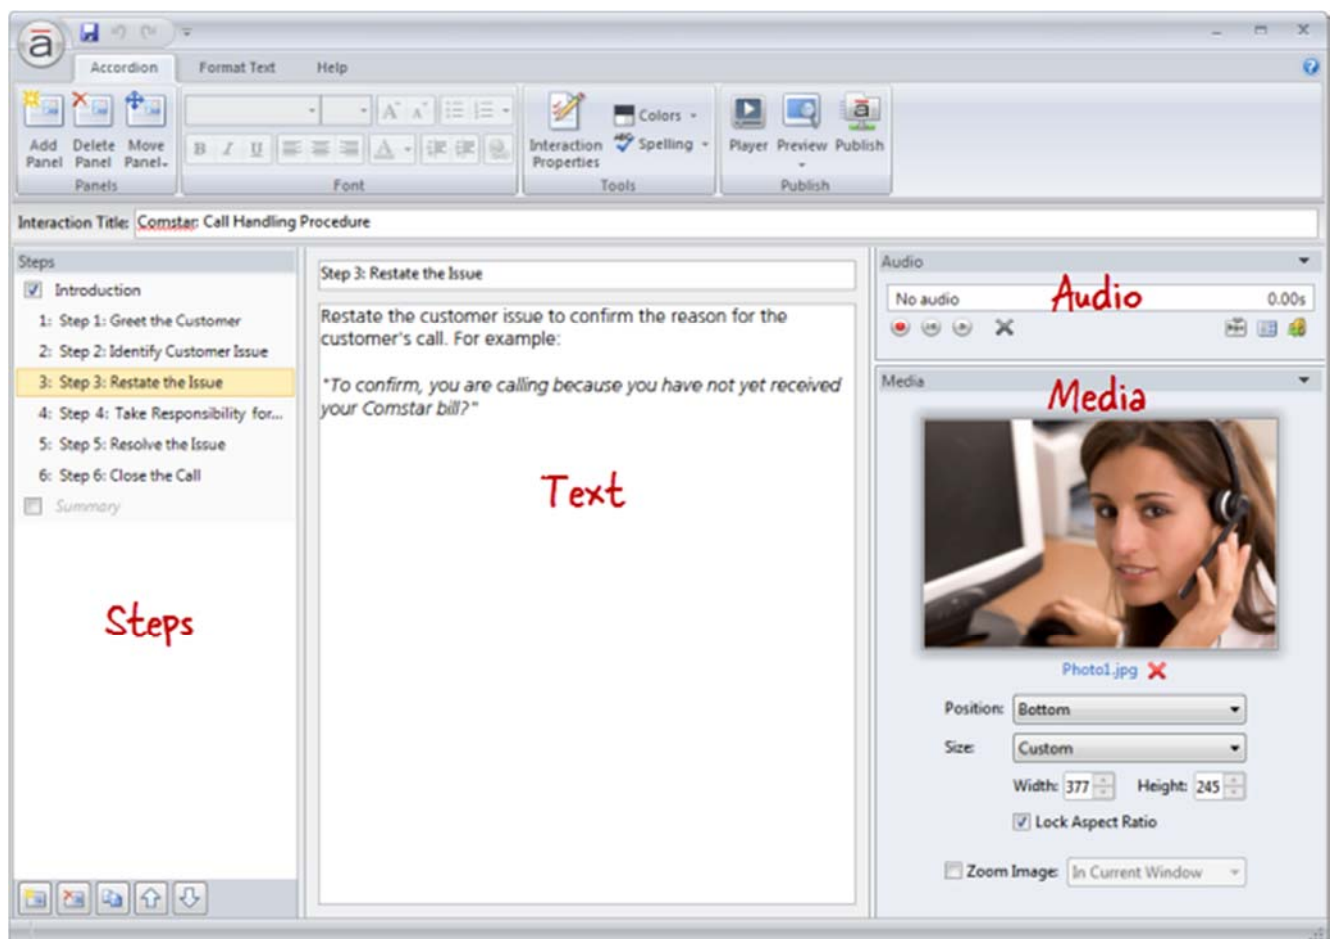 ā
Accordion Format Text Help
Add Panel Delete Panel Move Panel
Panels
B I U A
A A
Font
Interaction Properties
Colors
ABC Spelling
Tools
Player Preview Publish
Publish
Interaction Title: Comstar: Call Handling Procedure
Steps
Introduction
1: Step 1: Greet the Customer
2: Step 2: Identify Customer Issue
3: Step 3: Restate the Issue
4: Step 4: Take Responsibility for...
5: Step 5: Resolve the Issue
6: Step 6: Close the Call
Summary
Steps
Step 3: Restate the Issue
Restate the customer issue to confirm the reason for the
customer's call. For example:
"To confirm, you are calling because you have not yet received
your Comstar bill?"
Text
Audio
No audio 0.00s
Audio
Media
Media
Photo1.jpg
Position: Bottom
Size: Custom
Width: 377 Height: 245
Lock Aspect Ratio
Zoom Image: In Current Window